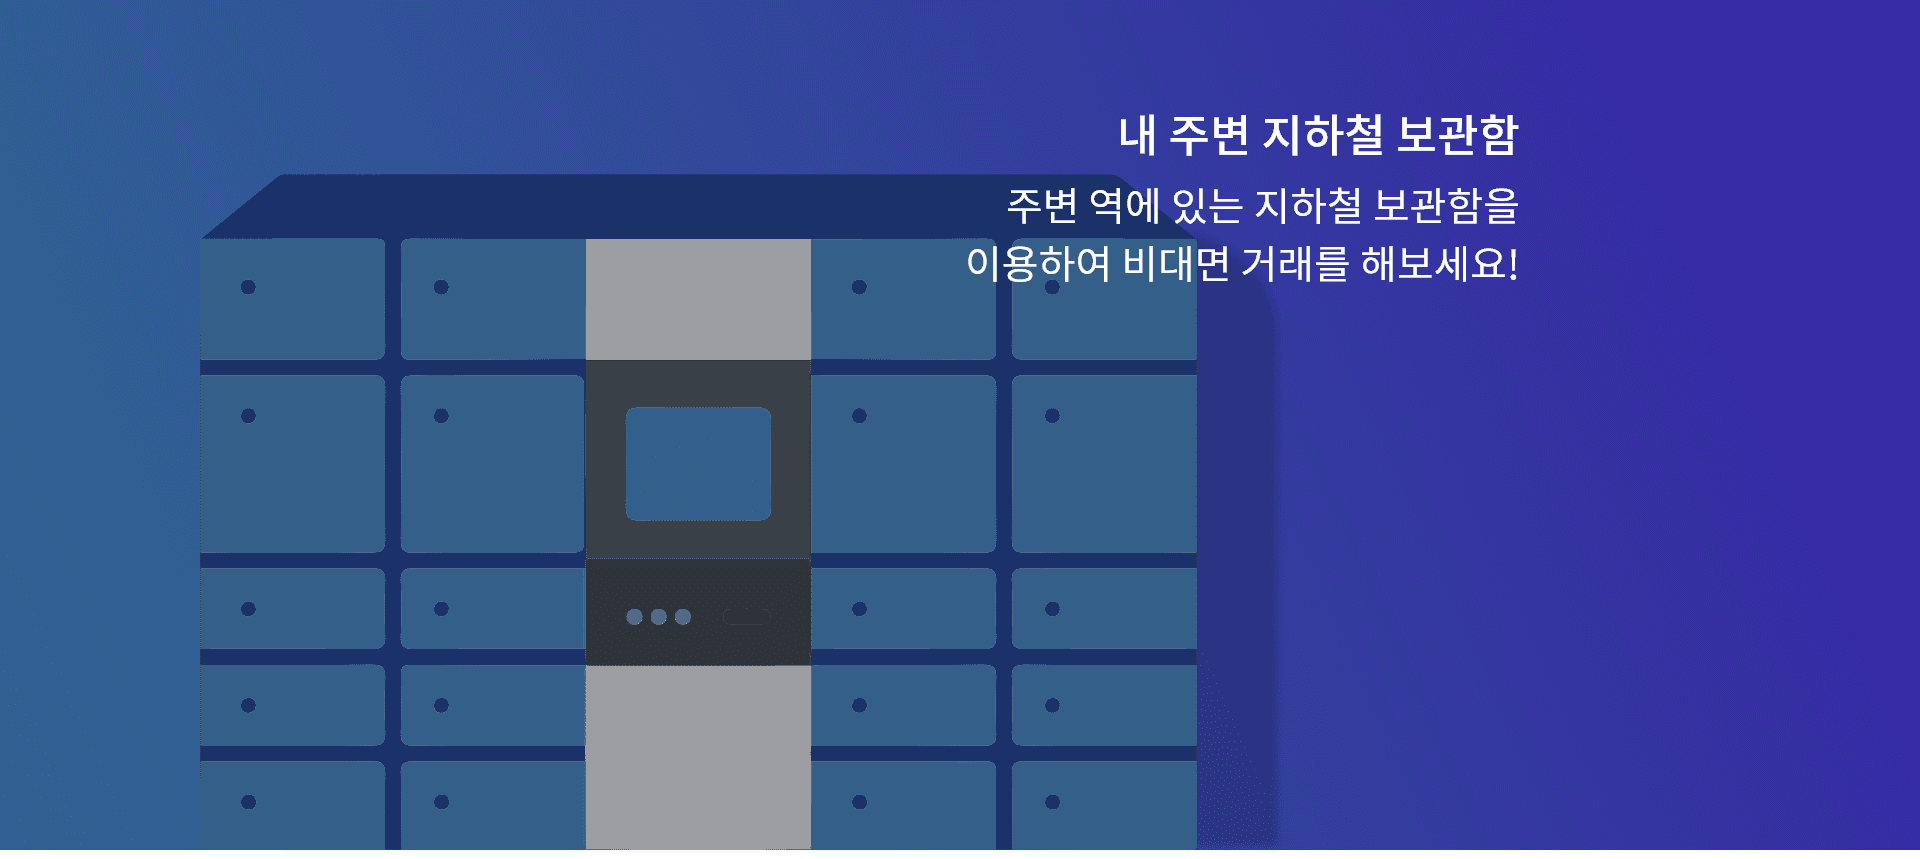 내 주변 지하철 보관함
주변 역에 있는 지하철 보관함을
이용하여 비대면 거래를 해보세요!